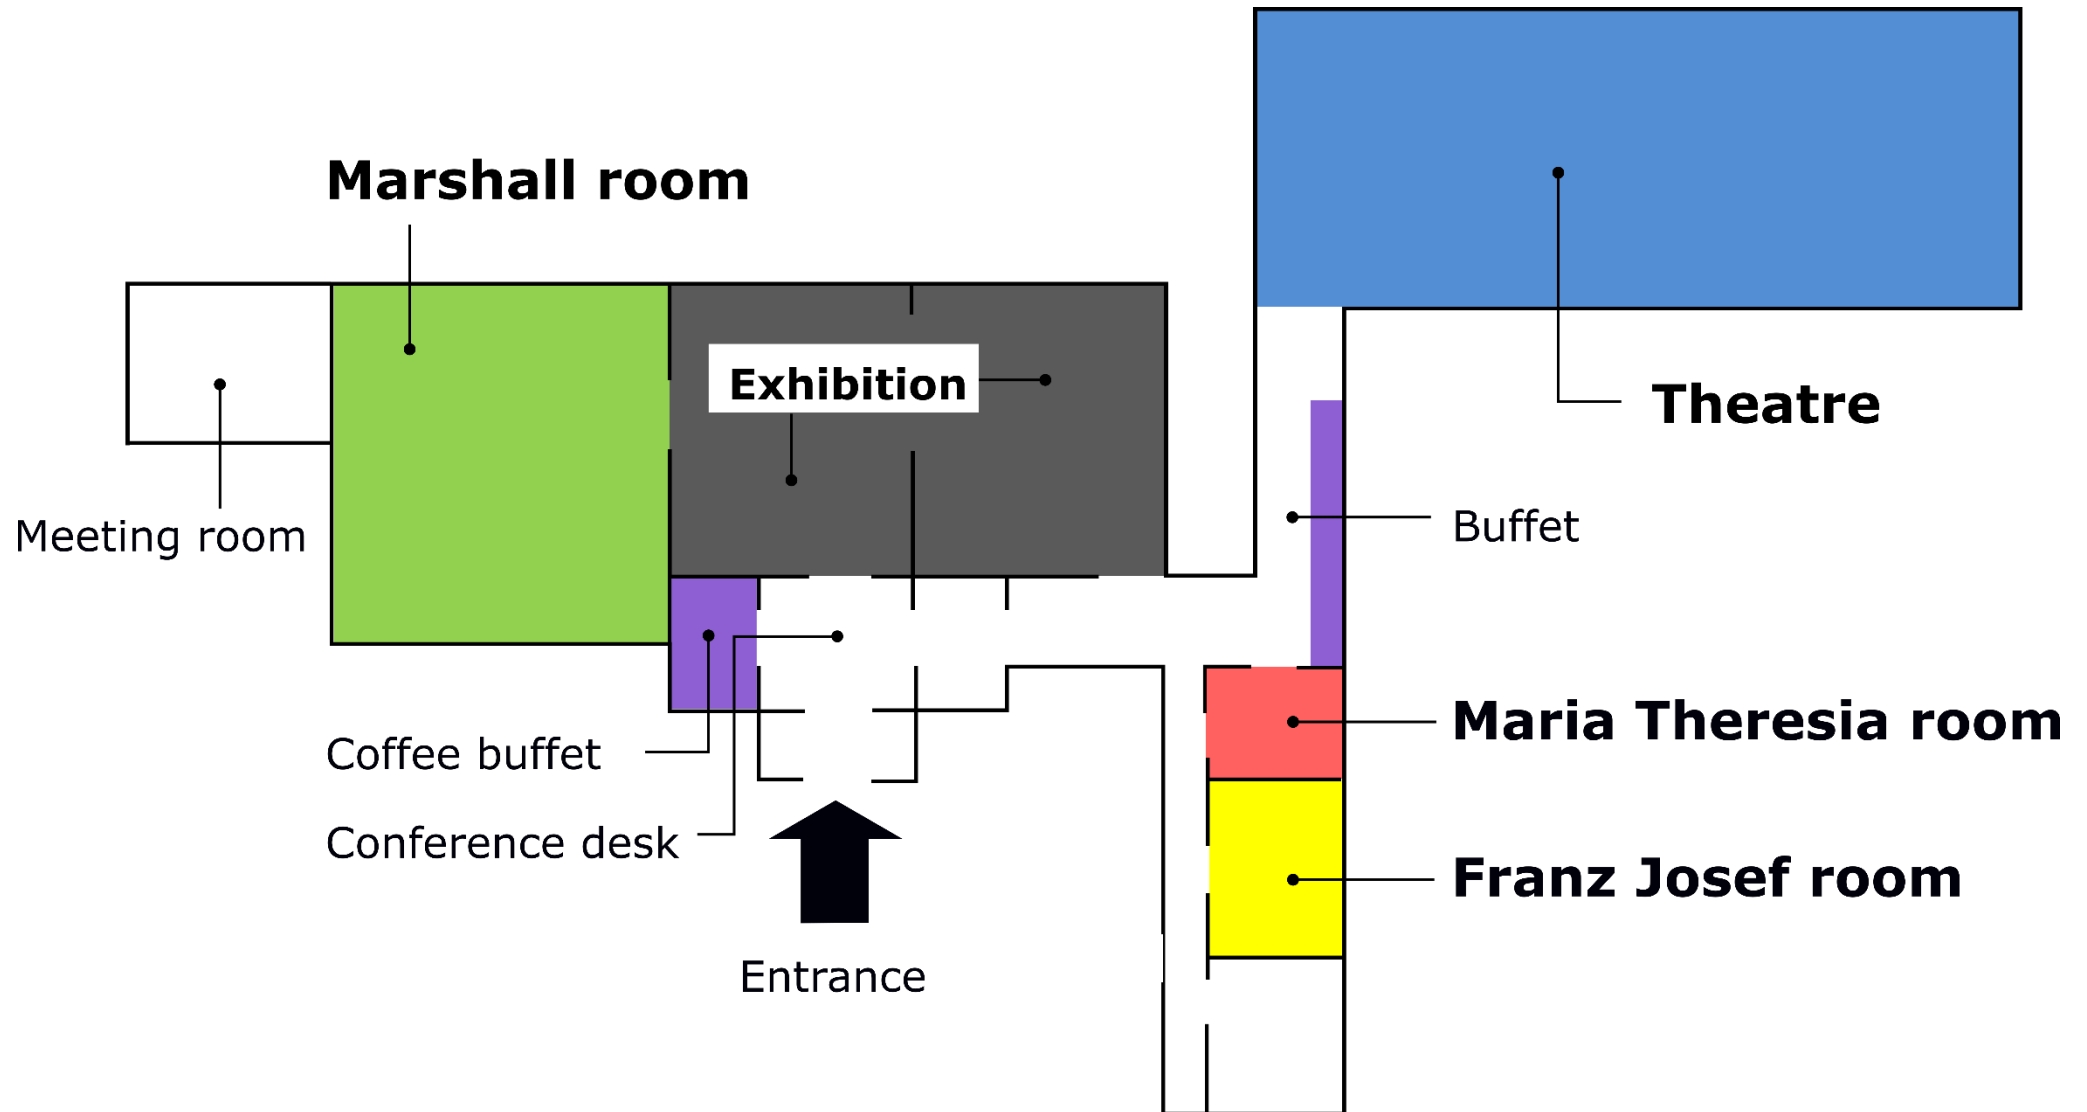 Marshall room
Exhibition
Theatre
Meeting room
Buffet
Maria Theresia room
Coffee buffet
Conference desk
Franz Josef room
Entrance